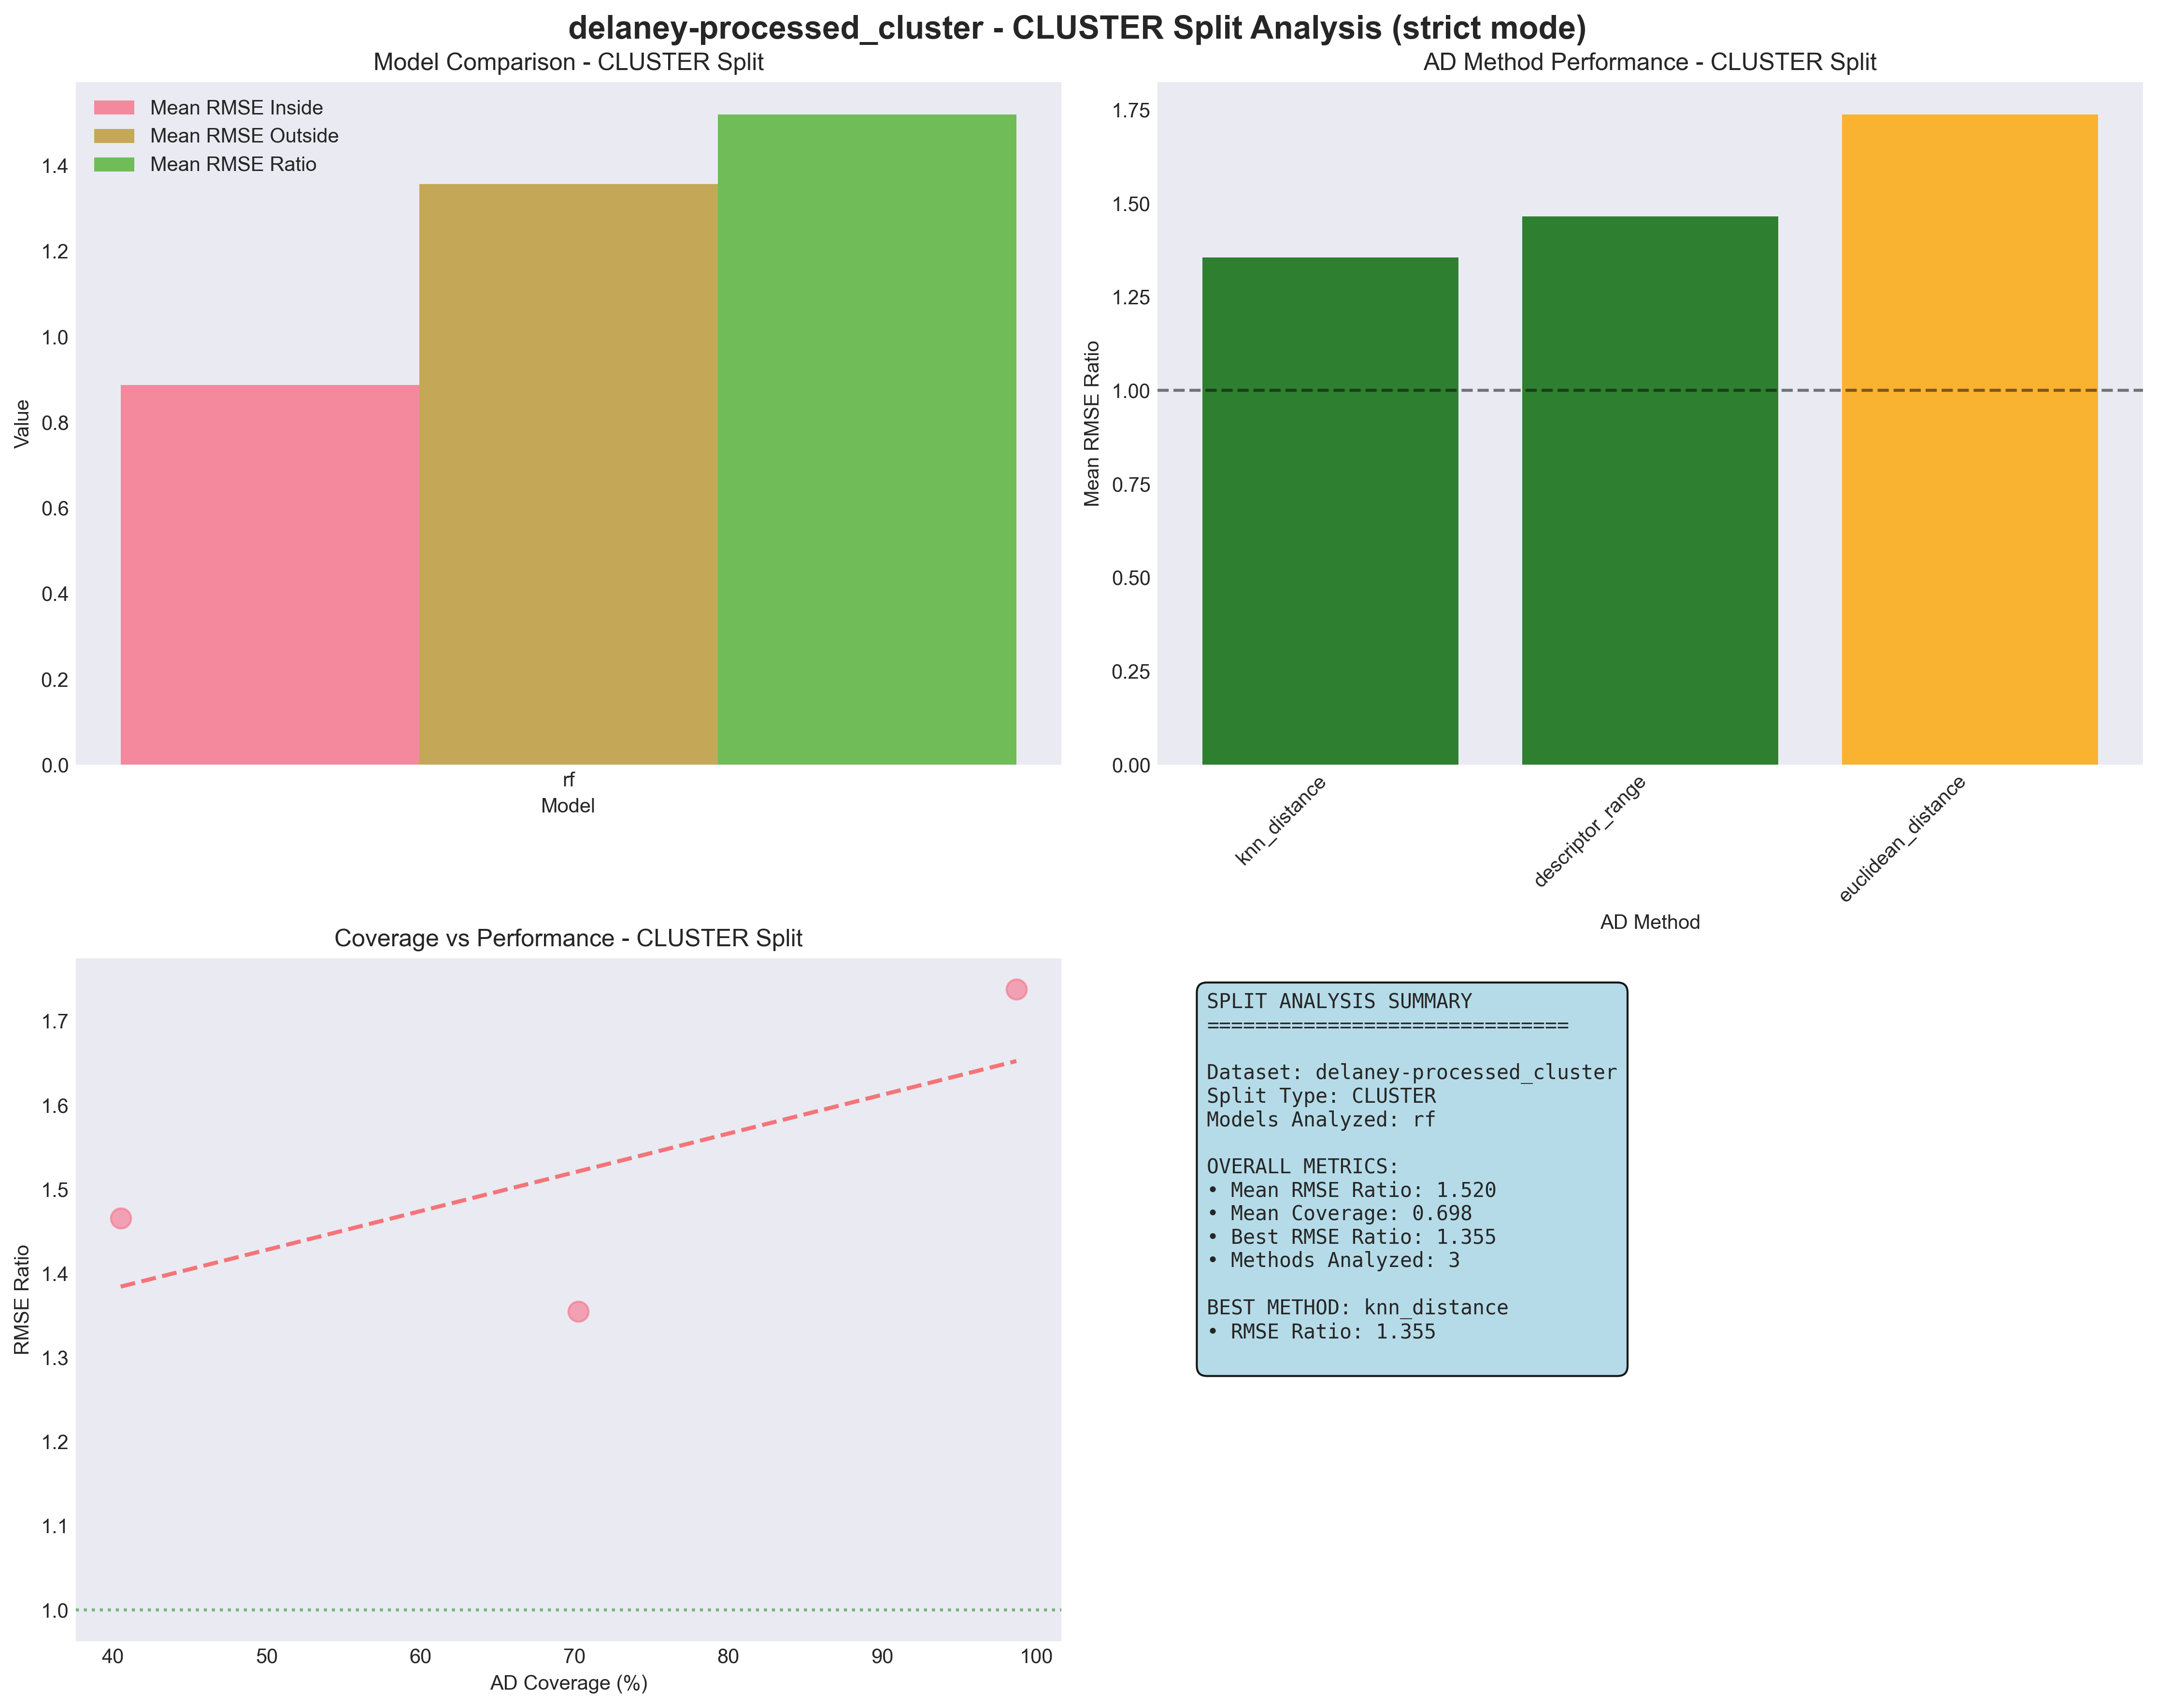 delaney-processed_cluster - CLUSTER Split Analysis (strict mode)
Model Comparison - CLUSTER Split
Mean RMSE Inside
Mean RMSE Outside
Mean RMSE Ratio
1.4
1.2
1.0
0.8
0.6
0.4
0.2
0.0
Value
rf
Model
AD Method Performance - CLUSTER Split
1.75
1.50
1.25
1.00
0.75
0.50
0.25
0.00
Mean RMSE Ratio
knn_distance
descriptor_range
euclidean_distance
AD Method
Coverage vs Performance - CLUSTER Split
1.7
1.6
1.5
1.4
1.3
1.2
1.1
1.0
RMSE Ratio
40 50 60 70 80 90 100
AD Coverage (%)
SPLIT ANALYSIS SUMMARY
==============================
Dataset: delaney-processed_cluster
Split Type: CLUSTER
Models Analyzed: rf
OVERALL METRICS:
• Mean RMSE Ratio: 1.520
• Mean Coverage: 0.698
• Best RMSE Ratio: 1.355
• Methods Analyzed: 3
BEST METHOD: knn_distance
• RMSE Ratio: 1.355